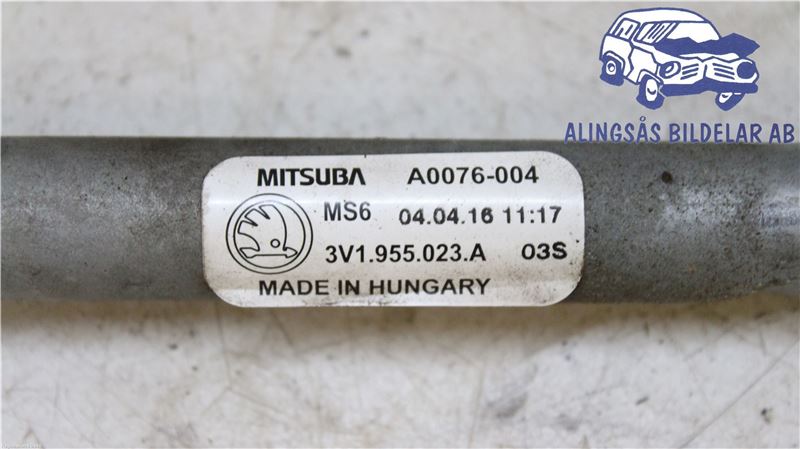 ALINGSÅS BILDELAR AB
MITSUBA A0076-004
MS6 04.04.16 11:17
3V1.955.023.A 03S
MADE IN HUNGARY